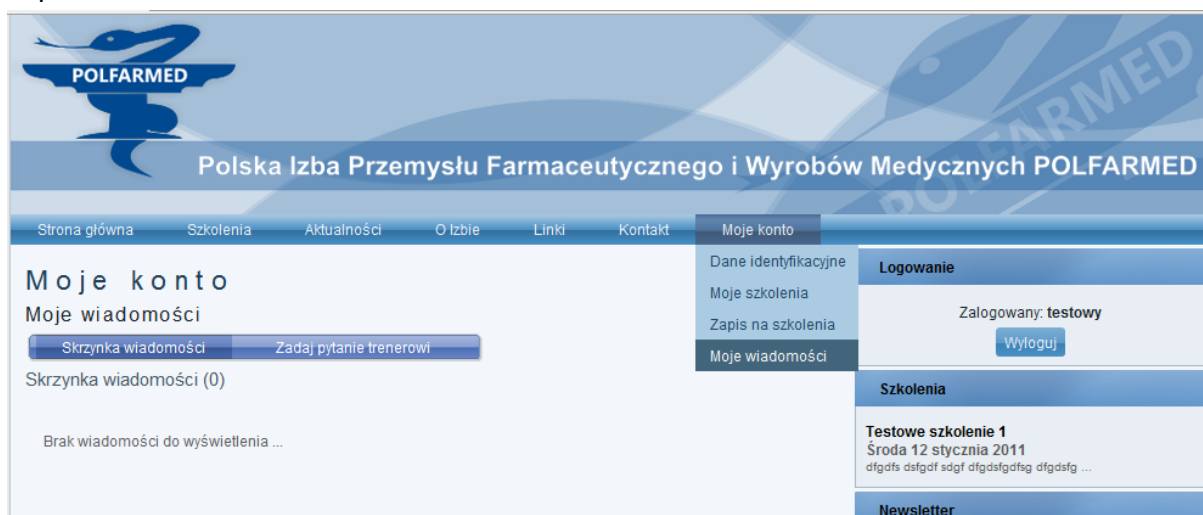 POLFARMED
POLFARMED
Polska Izba Przemysłu Farmaceutycznego i Wyrobów Medycznych POLFARMED
Strona główna Szkolenia Aktualności O Izbie Linki Kontakt Moje konto
Dane identyfikacyjne
Moje szkolenia
Zapis na szkolenia
Moje wiadomości
Moje konto
Moje wiadomości
Skrzynka wiadomości Zadaj pytanie trenerowi
Skrzynka wiadomości (0)
Brak wiadomości do wyświetlenia ...
Logowanie
Zalogowany: testowy
Wyloguj
Szkolenia
Testowe szkolenie 1
Środa 12 stycznia 2011
dfgdfs dsfgdf sdgf dfgdsfgdfsg dfgdsfg ...
Newsletter